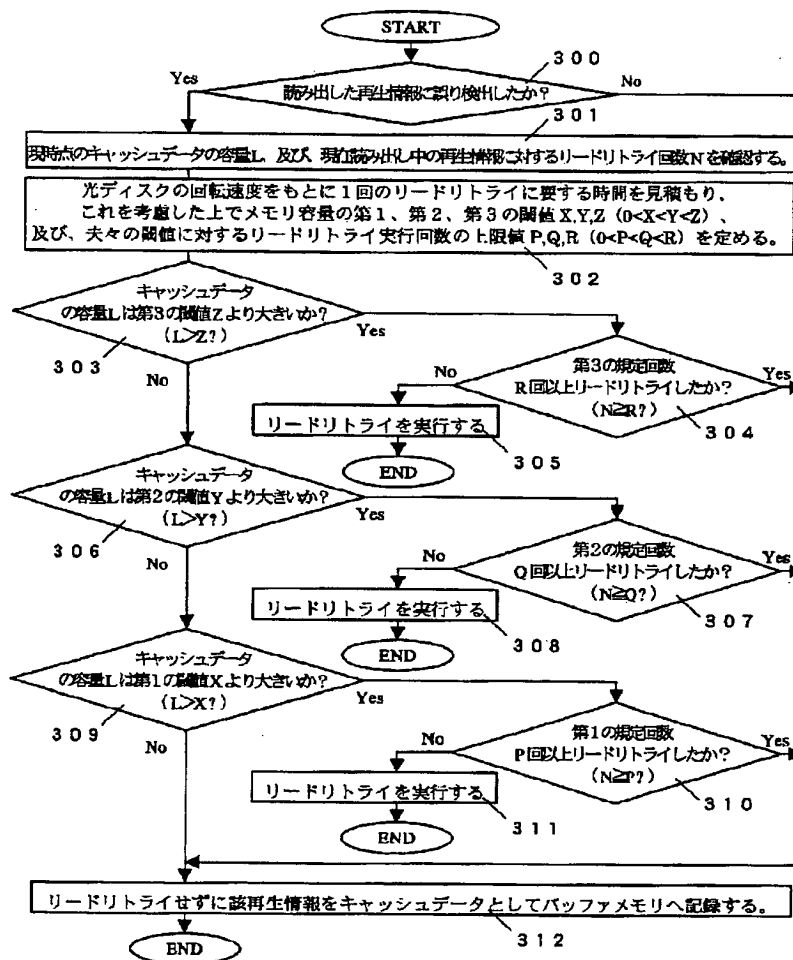 START
300
Yes
読み出した再生情報に誤り検出したか?
No
301
現時点のキャッシュデータの容量L、及び、現在読み出し中の再生情報に対するリードリトライ回数Nを確認する。
光ディスクの回転速度をもとに1回のリードリトライに要する時間を見積もり、
これを考慮した上でメモリ容量の第1、第2、第3の閾値X,Y,Z(0<X<Y<Z)、
及び、夫々の閾値に対するリードリトライ実行回数の上限値P,Q,R(0<P<Q<R)を定める。
302
キャッシュデータ
の容量Lは第3の閾値Zより大きいか?
(L>Z?)
Yes
303
No
第3の規定回数
R回以上リードリトライしたか?
(N≧R?)
No
Yes
304
リードリトライを実行する
305
END
キャッシュデータ
の容量Lは第2の閾値Yより大きいか?
(L>Y?)
Yes
306
No
第2の規定回数
Q回以上リードリトライしたか?
(N≧Q?)
No
Yes
307
リードリトライを実行する
308
END
キャッシュデータ
の容量Lは第1の閾値Xより大きいか?
(L>X?)
Yes
309
No
第1の規定回数
P回以上リードリトライしたか?
(N≧P?)
No
Yes
310
リードリトライを実行する
311
END
リードリトライせずに該再生情報をキャッシュデータとしてバッファメモリへ記録する。
312
END